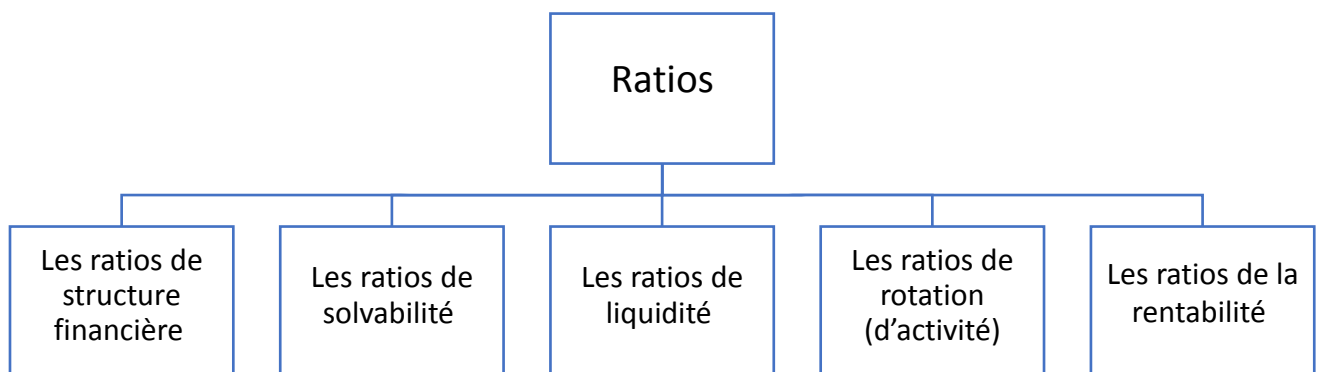 Ratios
Les ratios de
structure
financière
Les ratios de
solvabilité
Les ratios de
liquidité
Les ratios de
rotation
(d’activité)
Les ratios de la
rentabilité